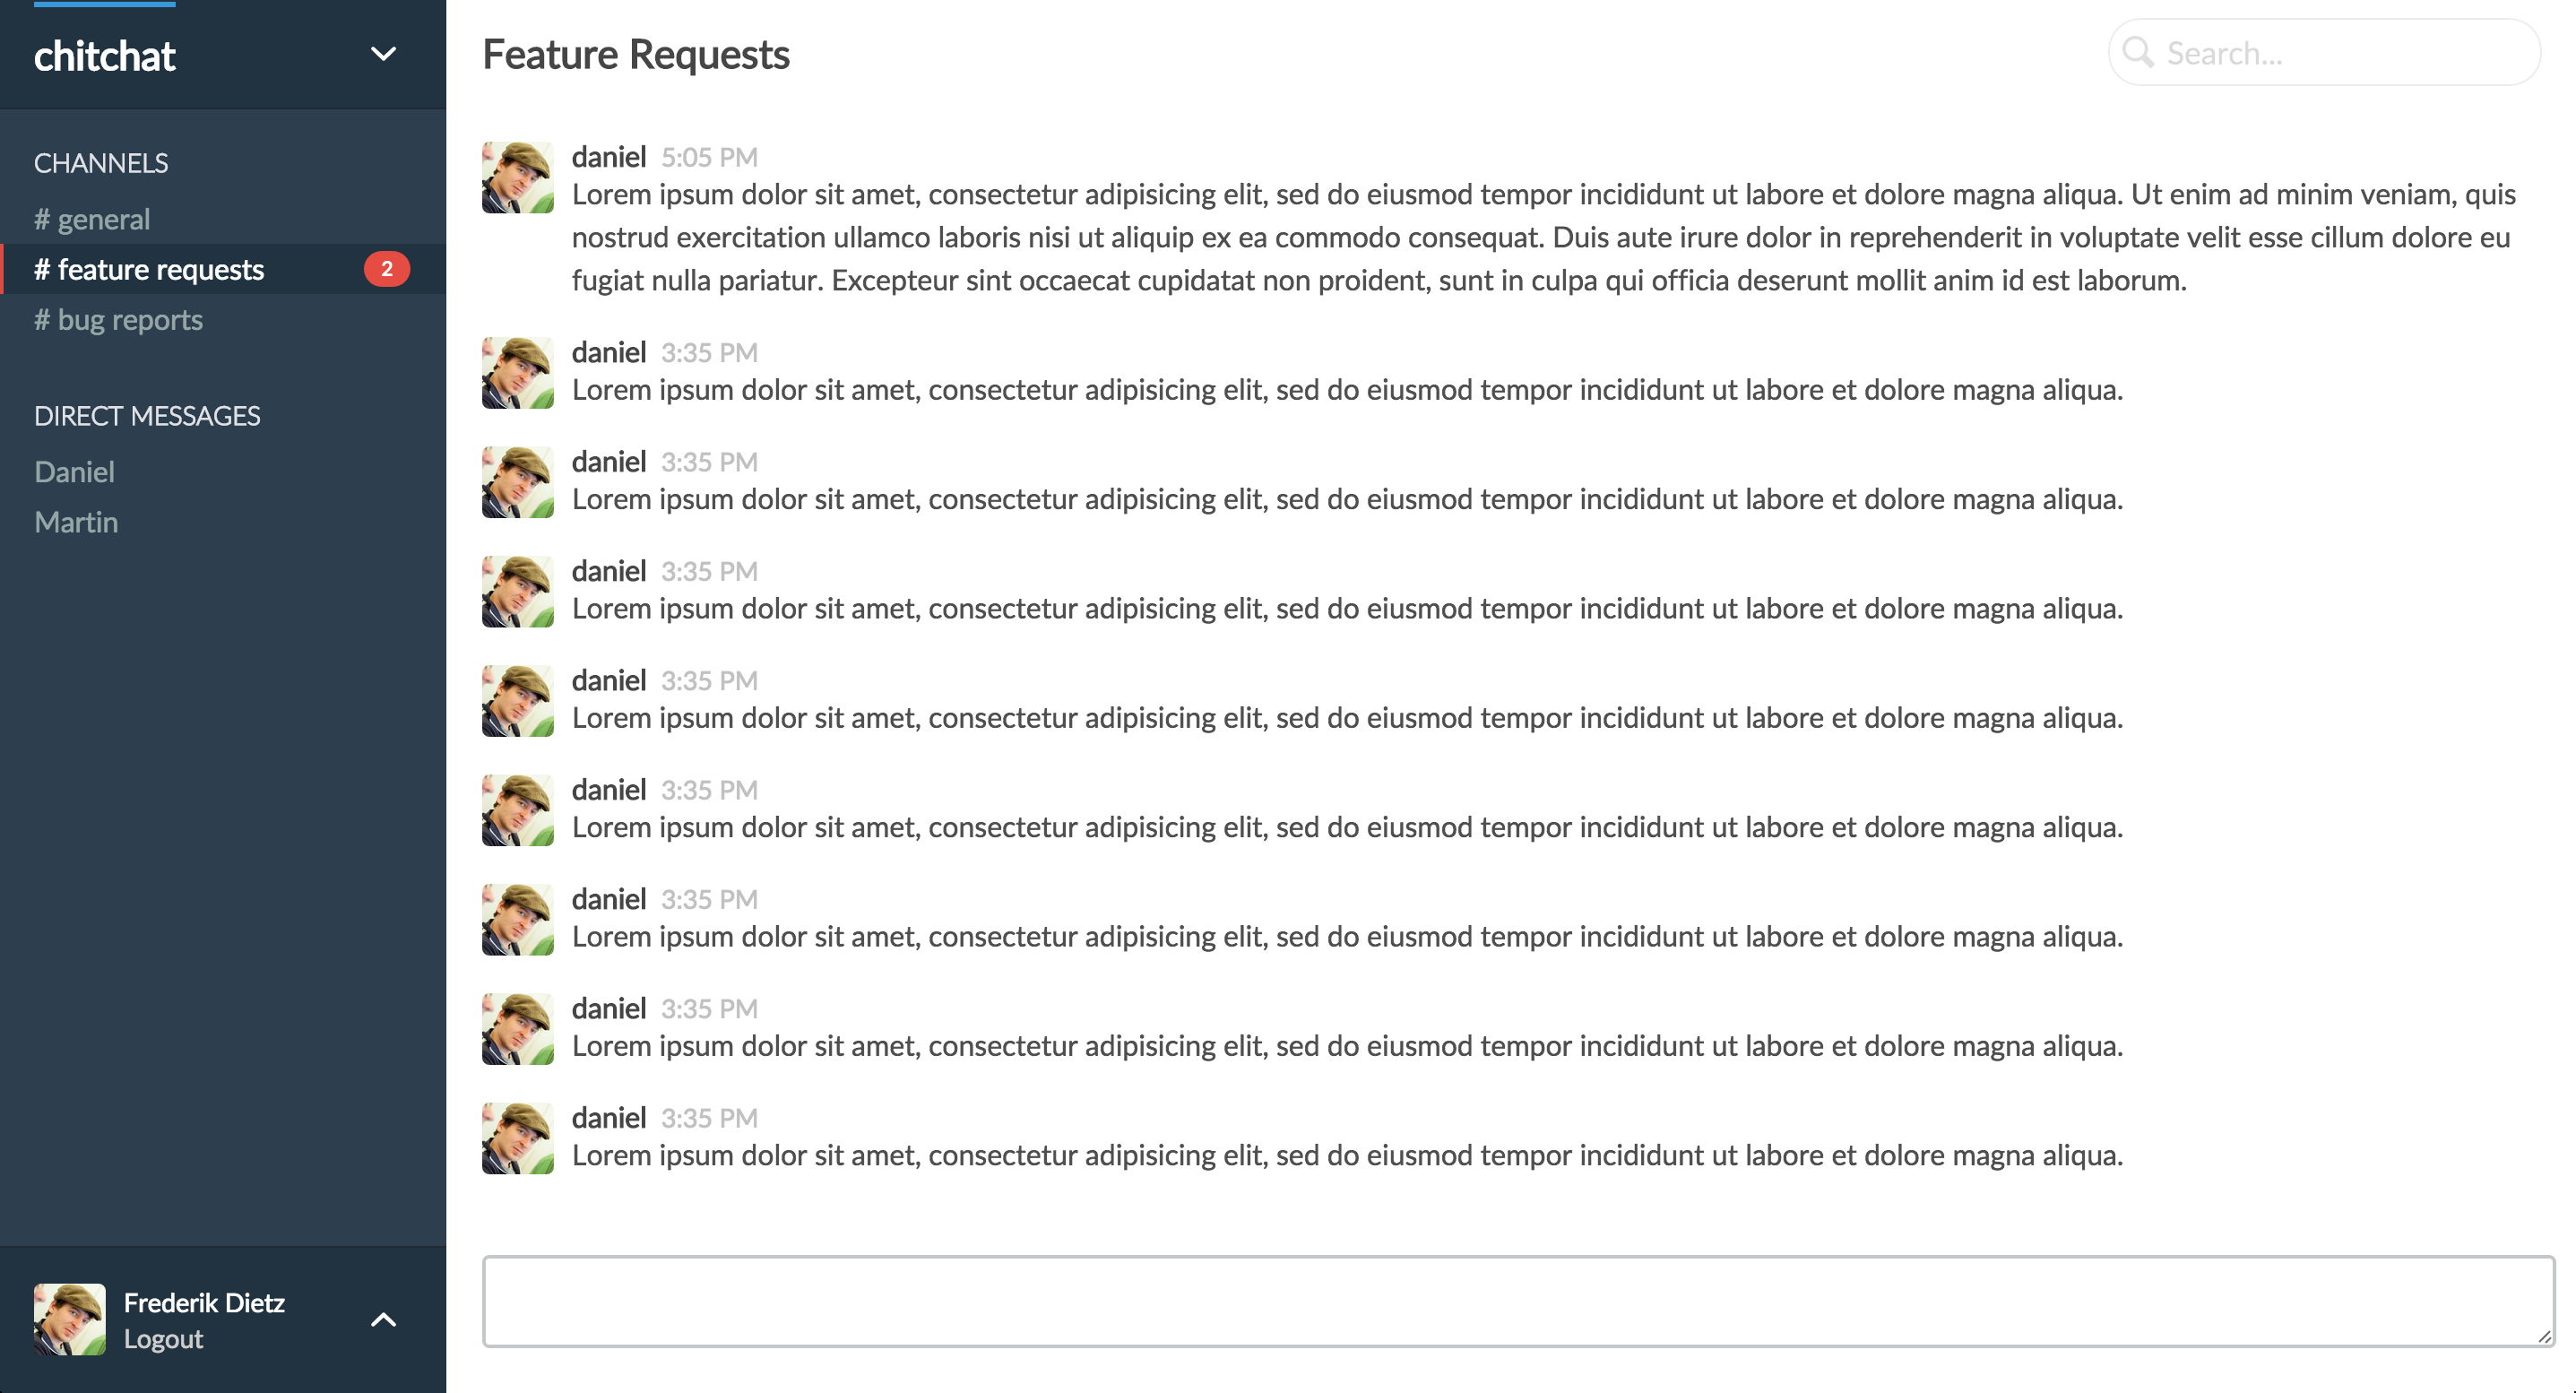 chitchat
CHANNELS
# general
# feature requests 2
# bug reports
DIRECT MESSAGES
Daniel
Martin
Frederik Dietz
Logout
Feature Requests
Search...
daniel 5:05 PM
Lorem ipsum dolor sit amet, consectetur adipisicing elit, sed do eiusmod tempor incididunt ut labore et dolore magna aliqua. Ut enim ad minim veniam, quis
nostrud exercitation ullamco laboris nisi ut aliquip ex ea commodo consequat. Duis aute irure dolor in reprehenderit in voluptate velit esse cillum dolore eu
fugiat nulla pariatur. Excepteur sint occaecat cupidatat non proident, sunt in culpa qui officia deserunt mollit anim id est laborum.
daniel 3:35 PM
Lorem ipsum dolor sit amet, consectetur adipisicing elit, sed do eiusmod tempor incididunt ut labore et dolore magna aliqua.
daniel 3:35 PM
Lorem ipsum dolor sit amet, consectetur adipisicing elit, sed do eiusmod tempor incididunt ut labore et dolore magna aliqua.
daniel 3:35 PM
Lorem ipsum dolor sit amet, consectetur adipisicing elit, sed do eiusmod tempor incididunt ut labore et dolore magna aliqua.
daniel 3:35 PM
Lorem ipsum dolor sit amet, consectetur adipisicing elit, sed do eiusmod tempor incididunt ut labore et dolore magna aliqua.
daniel 3:35 PM
Lorem ipsum dolor sit amet, consectetur adipisicing elit, sed do eiusmod tempor incididunt ut labore et dolore magna aliqua.
daniel 3:35 PM
Lorem ipsum dolor sit amet, consectetur adipisicing elit, sed do eiusmod tempor incididunt ut labore et dolore magna aliqua.
daniel 3:35 PM
Lorem ipsum dolor sit amet, consectetur adipisicing elit, sed do eiusmod tempor incididunt ut labore et dolore magna aliqua.
daniel 3:35 PM
Lorem ipsum dolor sit amet, consectetur adipisicing elit, sed do eiusmod tempor incididunt ut labore et dolore magna aliqua.